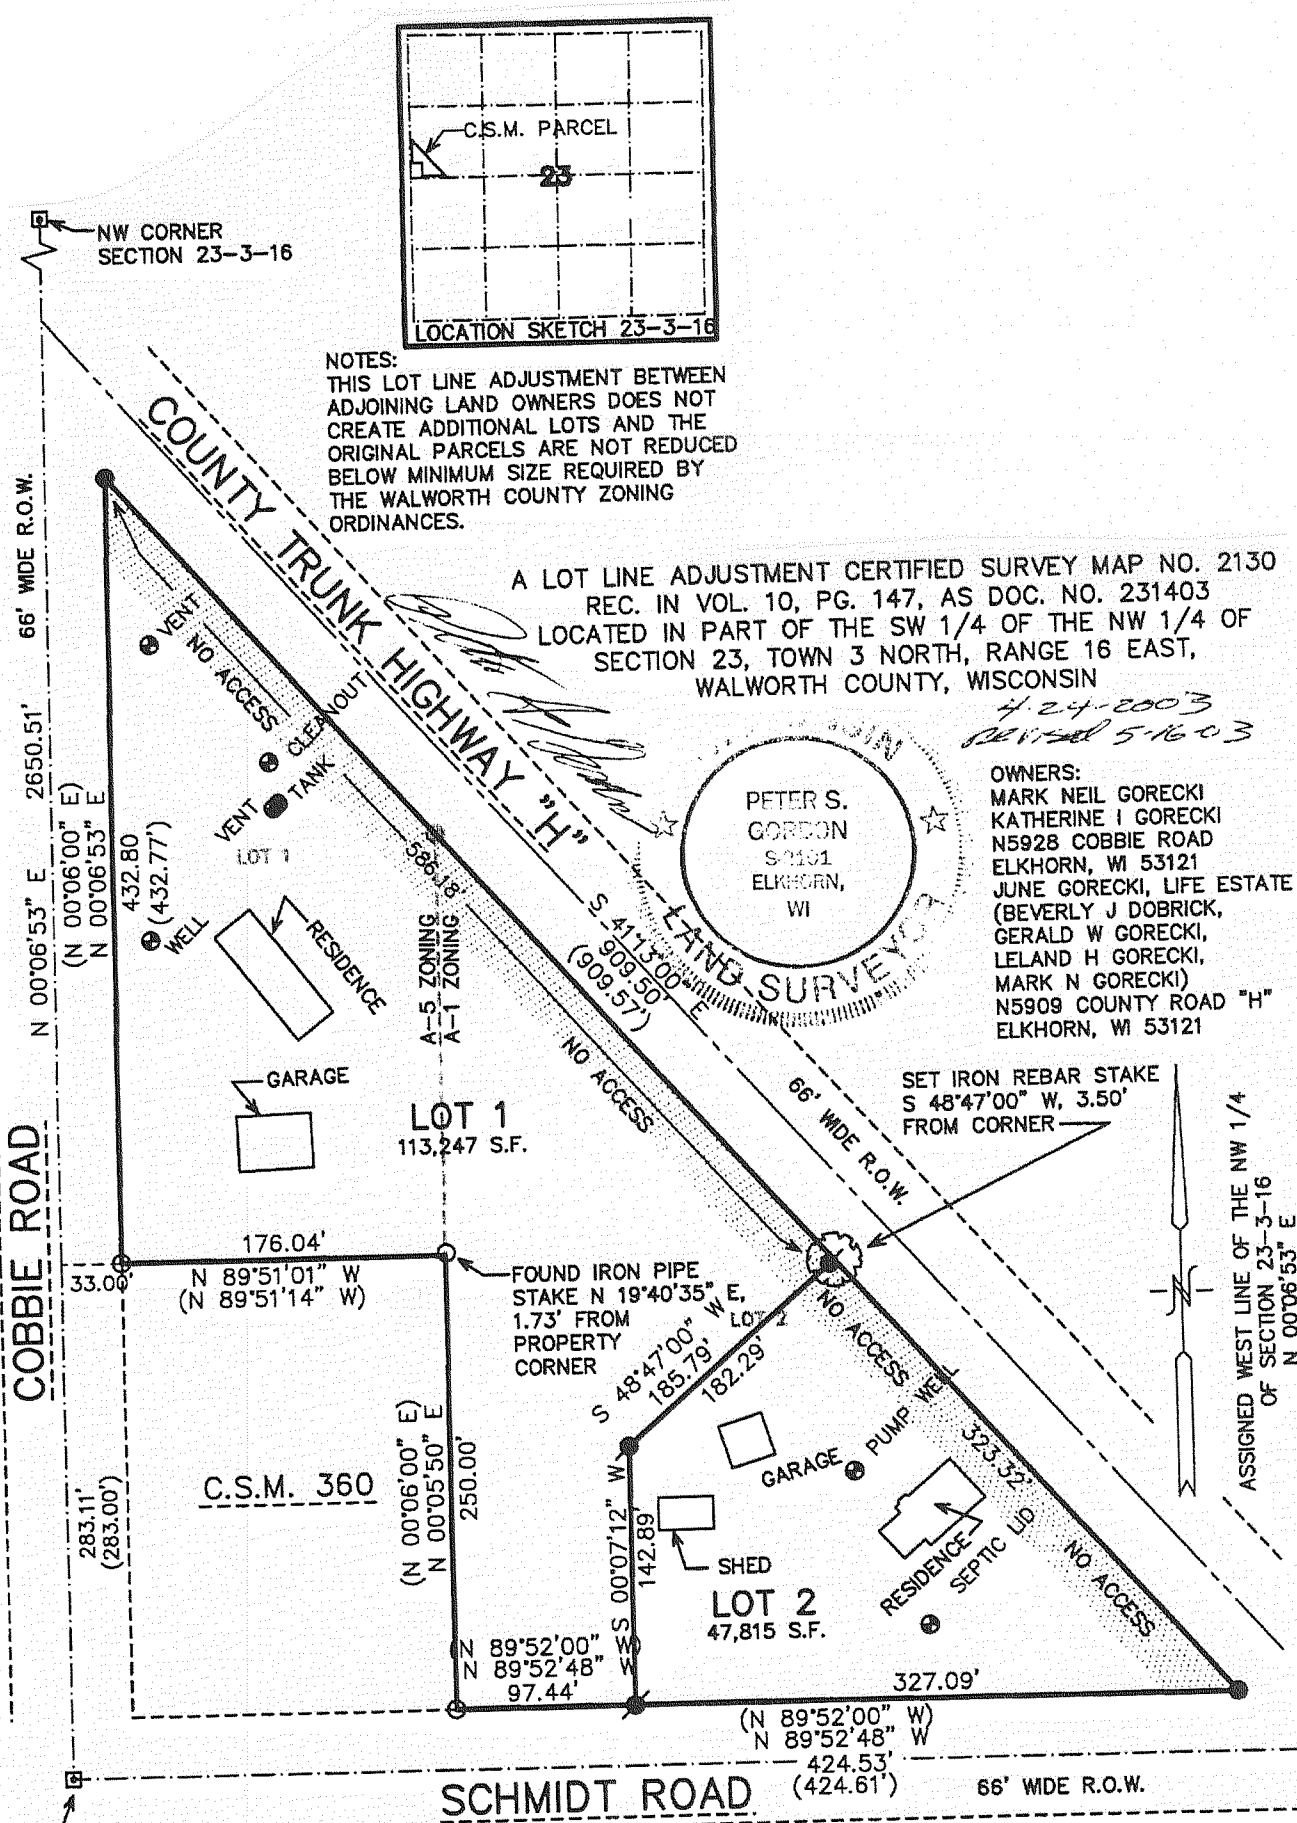 C.S.M. PARCEL
23
LOCATION SKETCH 23-3-16
NW CORNER
SECTION 23-3-16
NOTES:
THIS LOT LINE ADJUSTMENT BETWEEN
ADJOINING LAND OWNERS DOES NOT
CREATE ADDITIONAL LOTS AND THE
ORIGINAL PARCELS ARE NOT REDUCED
BELOW MINIMUM SIZE REQUIRED BY
THE WALWORTH COUNTY ZONING
ORDINANCES.
A LOT LINE ADJUSTMENT CERTIFIED SURVEY MAP NO. 2130
REC. IN VOL. 10, PG. 147, AS DOC. NO. 231403
LOCATED IN PART OF THE SW 1/4 OF THE NW 1/4 OF
SECTION 23, TOWN 3 NORTH, RANGE 16 EAST,
WALWORTH COUNTY, WISCONSIN
4-24-2003
revised 5-16-03
PETER S.
GORDON
S-2101
ELKHORN,
WI
LAND SURVEYOR
OWNERS:
MARK NEIL GORECKI
KATHERINE I GORECKI
N5928 COBBIE ROAD
ELKHORN, WI 53121
JUNE GORECKI, LIFE ESTATE
(BEVERLY J DOBRICK,
GERALD W GORECKI,
LELAND H GORECKI,
MARK N GORECKI)
N5909 COUNTY ROAD "H"
ELKHORN, WI 53121
COUNTY TRUNK HIGHWAY "H"
66' WIDE R.O.W.
N 00°06'53" E 2650.51'
(N 00°06'00" E)
N 00°06'53" E
432.80
(432.77')
VENT
NO ACCESS
CLEANOUT
VENT
TANK
LOT 1
WELL
RESIDENCE
586.18'
A-5 ZONING
A-1 ZONING
S 41°13'00" E
909.50'
(909.57')
NO ACCESS
66' WIDE R.O.W.
GARAGE
LOT 1
113,247 S.F.
SET IRON REBAR STAKE
S 48°47'00" W, 3.50'
FROM CORNER
ASSIGNED WEST LINE OF THE NW 1/4
OF SECTION 23-3-16
N 00°06'53" E
N
COBBIE ROAD
33.00'
176.04'
N 89°51'01" W
(N 89°51'14" W)
FOUND IRON PIPE
STAKE N 19°40'35" E,
1.73' FROM
PROPERTY
CORNER
LOT 2
S 48°47'00" W
185.79'
182.29'
NO ACCESS
PUMP WELL
323.32'
GARAGE
C.S.M. 360
283.11'
(283.00')
(N 00°06'00" E)
N 00°05'50" E
250.00'
S 00°07'12" W
142.89'
SHED
RESIDENCE
SEPTIC LID
NO ACCESS
LOT 2
47,815 S.F.
(N 89°52'00" W)
N 89°52'48" W
97.44'
327.09'
(N 89°52'00" W)
N 89°52'48" W
424.53'
(424.61')
SCHMIDT ROAD
66' WIDE R.O.W.